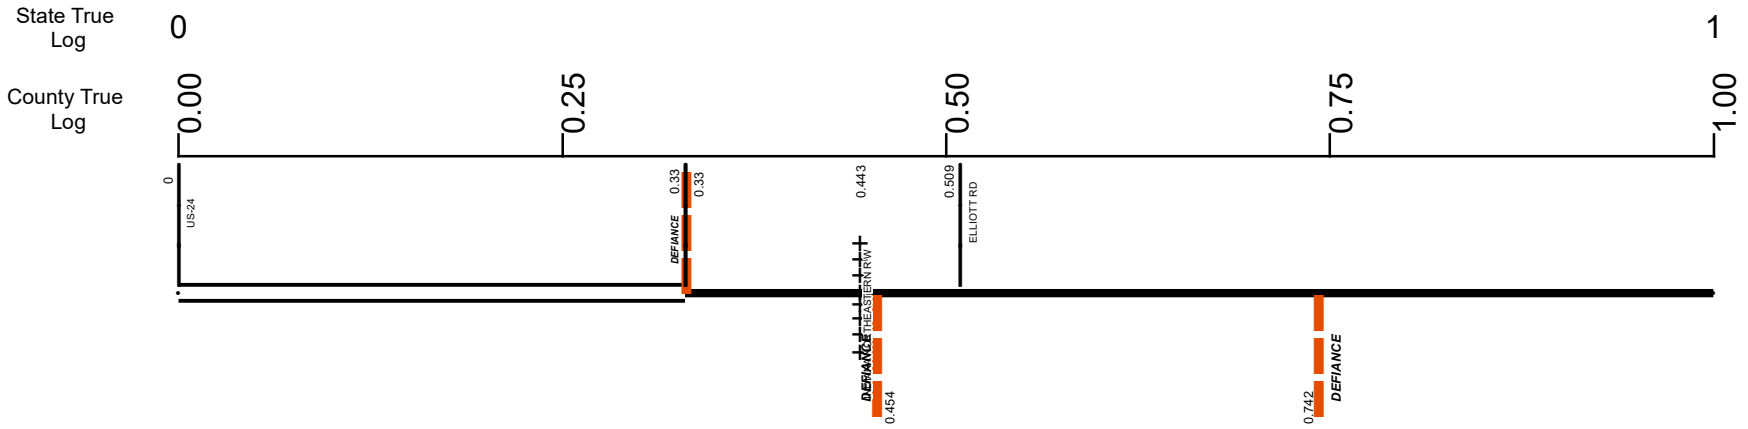 State True
Log
0
1
County True
Log
0.00
0.25
0.50
0.75
1.00
0
US-24
0.33
0.33
DEFIANCE
0.443
0.509
ELLIOTT RD
DEFIANCE
0.454
0.742
DEFIANCE